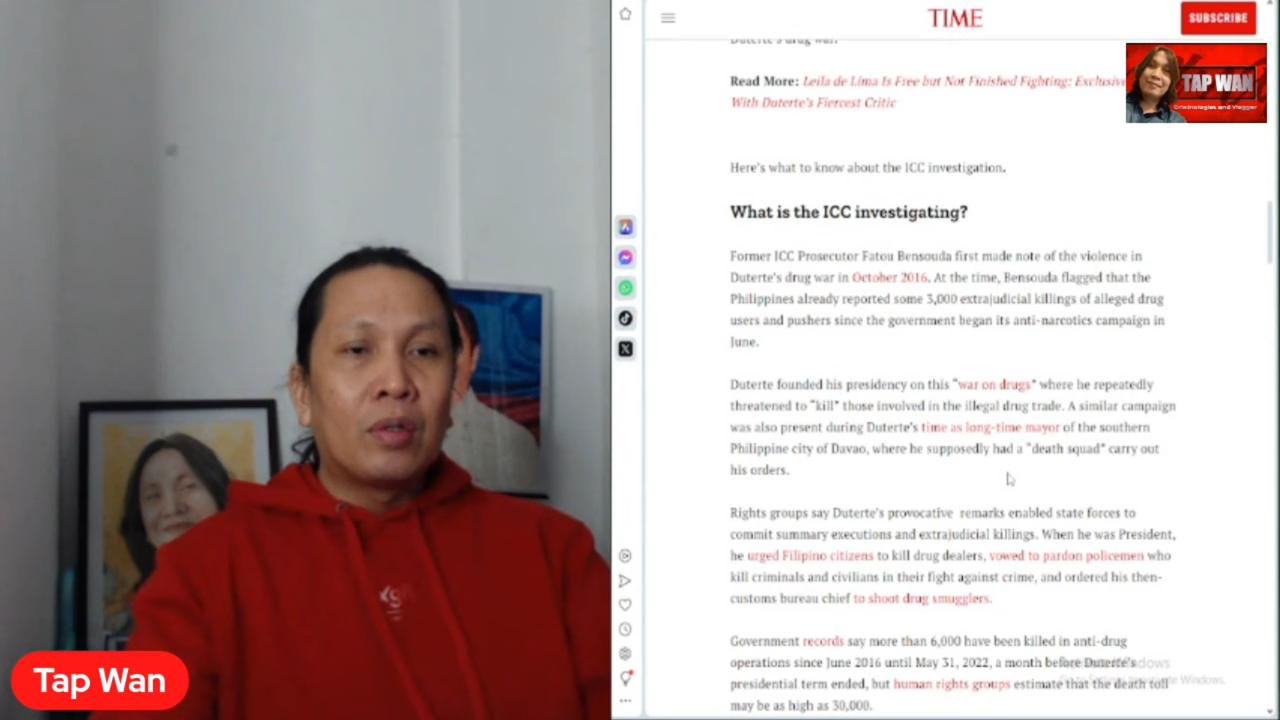 TIME
SUBSCRIBE
Duterte's drug war.
TAP WAN
Criminologist and Vlogger
Read More: Leila de Lima Is Free but Not Finished Fighting: Exclusive
With Duterte's Fiercest Critic
Here's what to know about the ICC investigation.
What is the ICC investigating?
Former ICC Prosecutor Fatou Bensouda first made note of the violence in
Duterte's drug war in October 2016. At the time, Bensouda flagged that the
Philippines already reported some 3,000 extrajudicial killings of alleged drug
users and pushers since the government began its anti-narcotics campaign in
June.
Duterte founded his presidency on this "war on drugs" where he repeatedly
threatened to "kill" those involved in the illegal drug trade. A similar campaign
was also present during Duterte's time as long-time mayor of the southern
Philippine city of Davao, where he supposedly had a "death squad" carry out
his orders.
Rights groups say Duterte's provocative remarks enabled state forces to
commit summary executions and extrajudicial killings. When he was President,
he urged Filipino citizens to kill drug dealers, vowed to pardon policemen who
kill criminals and civilians in their fight against crime, and ordered his then-
customs bureau chief to shoot drug smugglers.
Government records say more than 6,000 have been killed in anti-drug
operations since June 2016 until May 31, 2022, a month before Duterte's
presidential term ended, but human rights groups estimate that the death toll
may be as high as 30,000.
Tap Wan